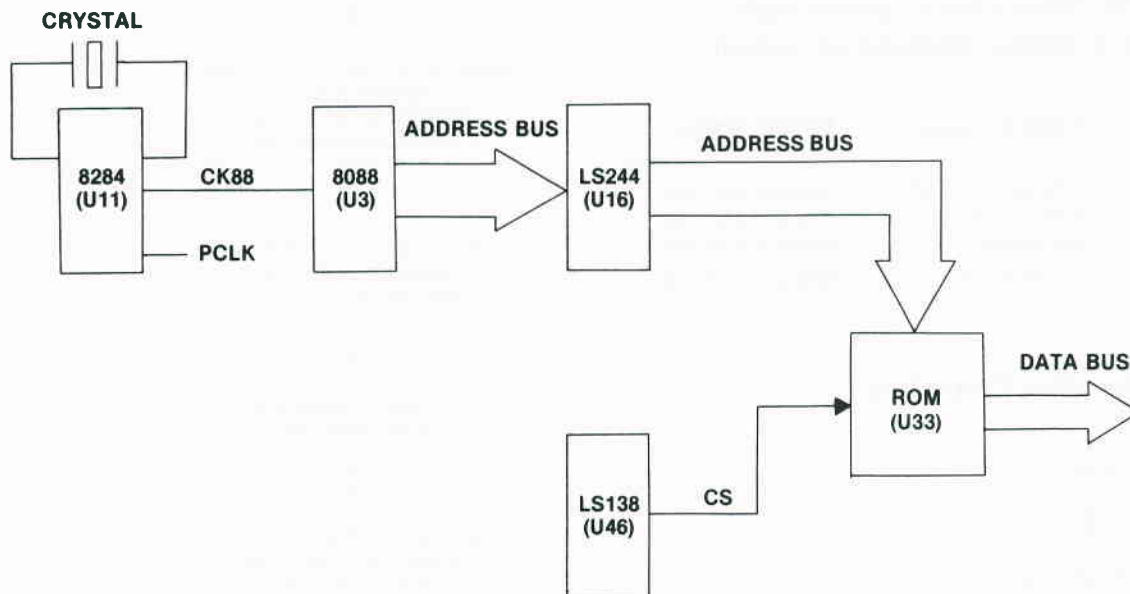 CRYSTAL
8284
(U11)
CK88
PCLK
8088
(U3)
ADDRESS BUS
LS244
(U16)
ADDRESS BUS
ROM
(U33)
DATA BUS
LS138
(U46)
CS